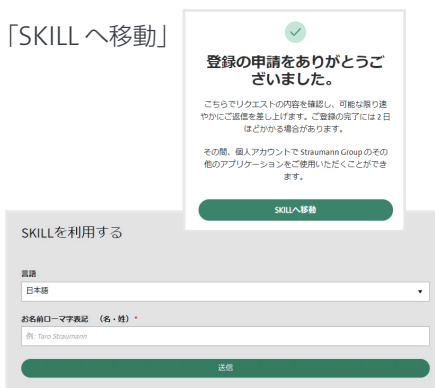 「SKILL へ移動」
登録の申請をありがとうご
ざいました。
こちらでリクエストの内容を確認し、可能な限り速
やかにご返信を差し上げます。ご登録の完了には 2 日
ほどかかる場合があります。
その間、個人アカウントで Straumann Group のその
他のアプリケーションをご使用いただくことができ
ます。
SKILLへ移動
SKILLを利用する
言語
日本語
お名前ローマ字表記 （名・姓） *
例: Taro Straumann
送信